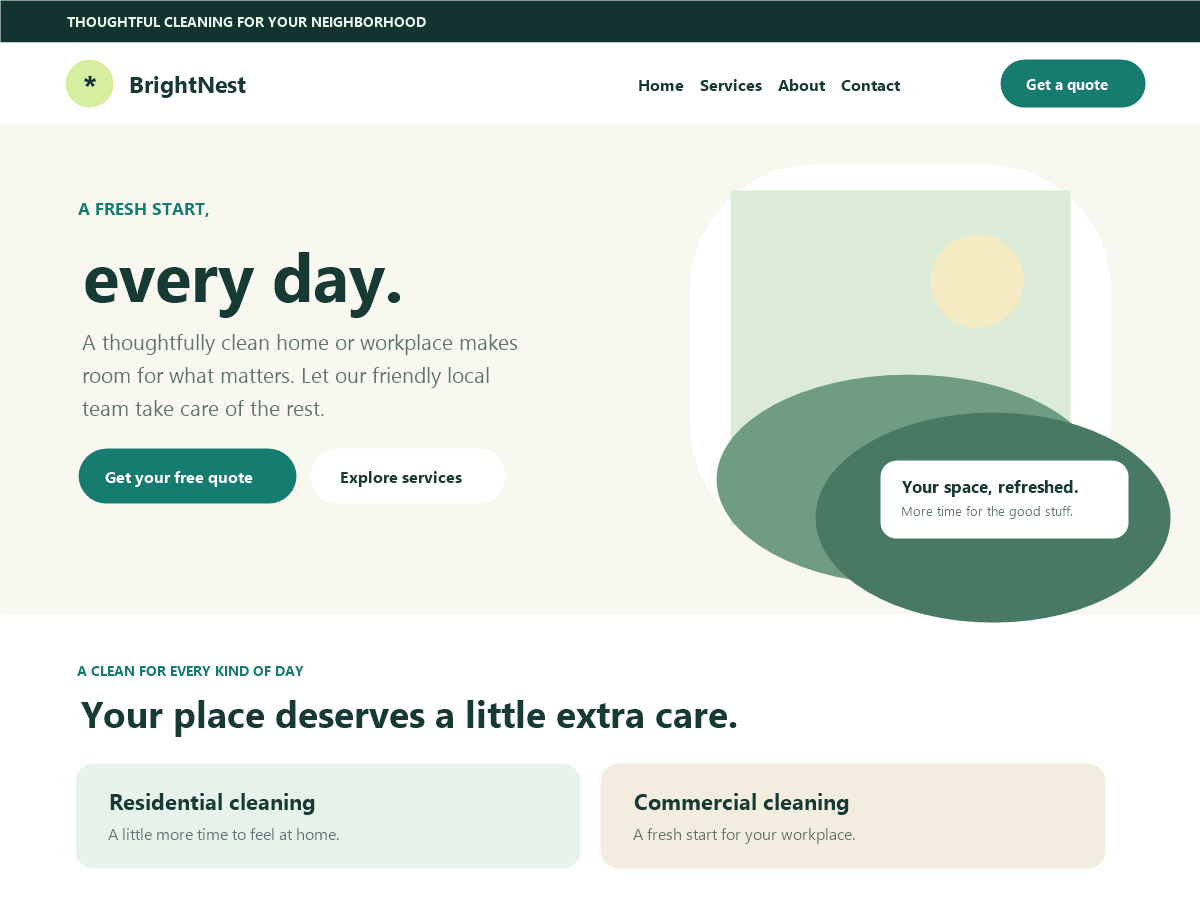 THOUGHTFUL CLEANING FOR YOUR NEIGHBORHOOD
* BrightNest
Home Services About Contact
Get a quote
A FRESH START,
every day.
A thoughtfully clean home or workplace makes
room for what matters. Let our friendly local
team take care of the rest.
Get your free quote
Explore services
Your space, refreshed.
More time for the good stuff.
A CLEAN FOR EVERY KIND OF DAY
Your place deserves a little extra care.
Residential cleaning
A little more time to feel at home.
Commercial cleaning
A fresh start for your workplace.